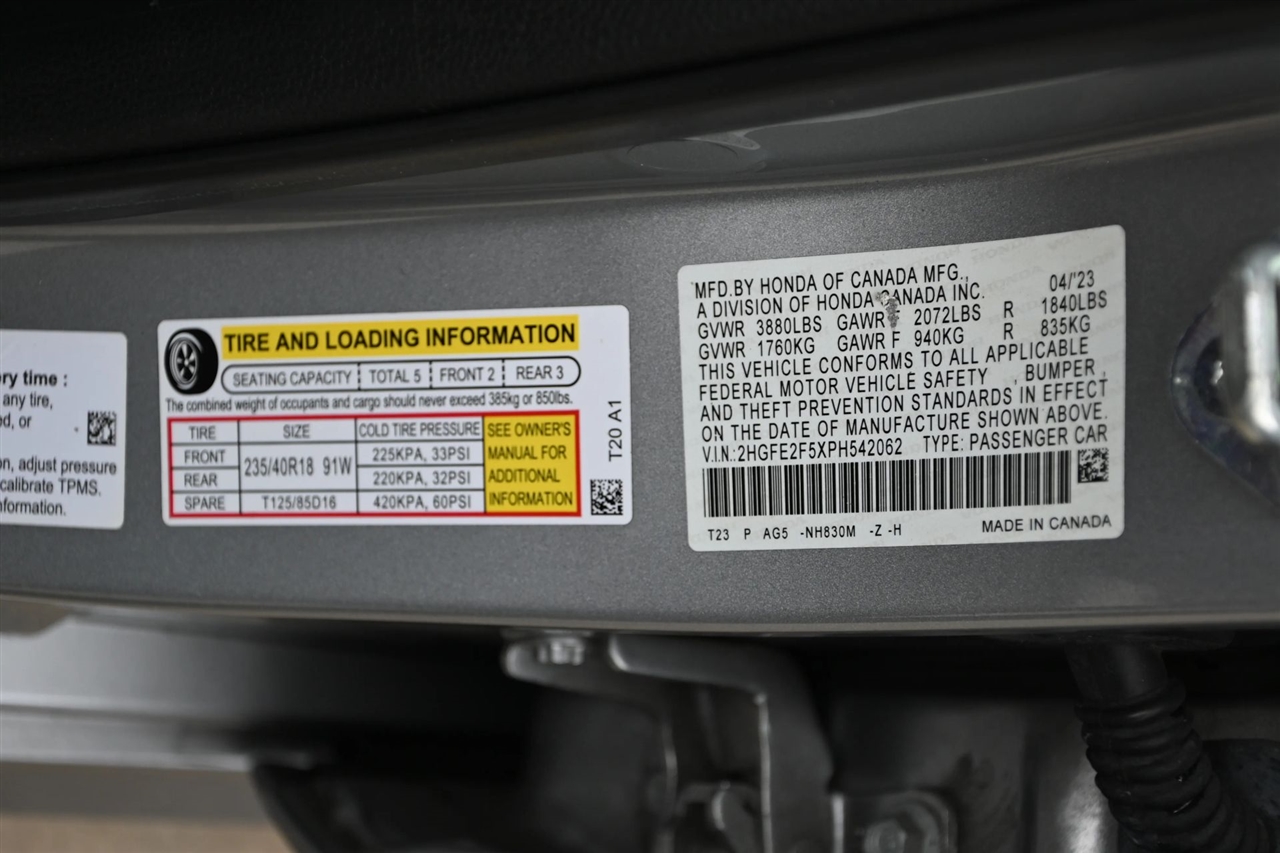 ery time :
any tire,
ed, or
on, adjust pressure
calibrate TPMS.
nformation.
TIRE AND LOADING INFORMATION
SEATING CAPACITY TOTAL 5 FRONT 2 REAR 3
The combined weight of occupants and cargo should never exceed 385kg or 850lbs.
TIRE SIZE COLD TIRE PRESSURE SEE OWNER'S
FRONT 235/40R18 91W 225KPA, 33PSI MANUAL FOR
REAR 220KPA, 32PSI ADDITIONAL
SPARE T125/85D16 420KPA, 60PSI INFORMATION
T20 A1
MFD.BY HONDA OF CANADA MFG., 04/'23
A DIVISION OF HONDA CANADA INC.
GVWR 3880LBS GAWR F 2072LBS R 1840LBS
GVWR 1760KG GAWR F 940KG R 835KG
THIS VEHICLE CONFORMS TO ALL APPLICABLE
FEDERAL MOTOR VEHICLE SAFETY , BUMPER ,
AND THEFT PREVENTION STANDARDS IN EFFECT
ON THE DATE OF MANUFACTURE SHOWN ABOVE.
V.I.N.: 2HGFE2F5XPH542062 TYPE: PASSENGER CAR
T23 P AG5 -NH830M -Z -H MADE IN CANADA